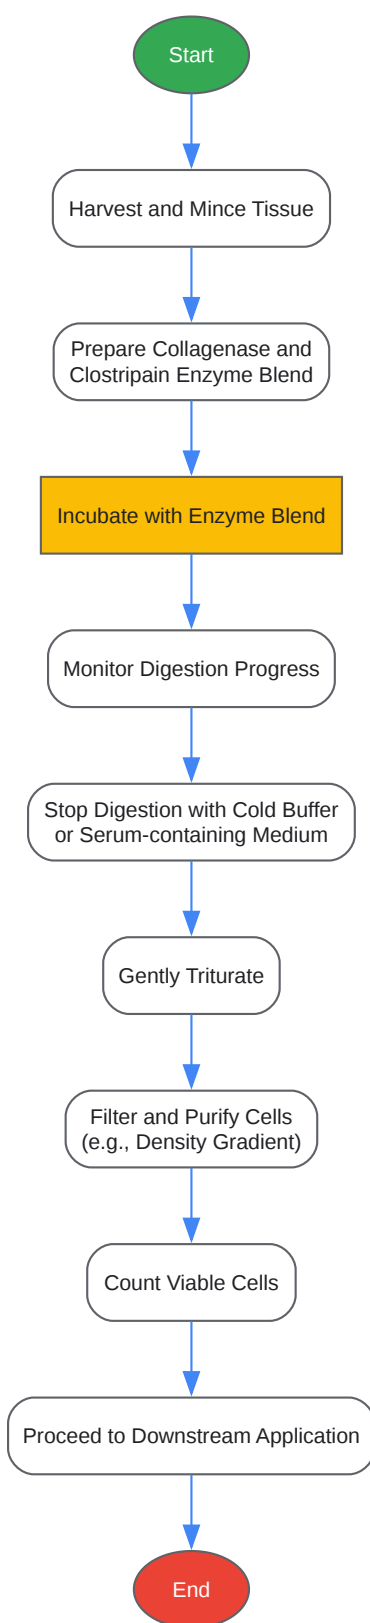 Start
Harvest and Mince Tissue
Prepare Collagenase and
Clostripain Enzyme Blend
Incubate with Enzyme Blend
Monitor Digestion Progress
Stop Digestion with Cold Buffer
or Serum-containing Medium
Gently Triturate
Filter and Purify Cells
(e.g., Density Gradient)
Count Viable Cells
Proceed to Downstream Application
End